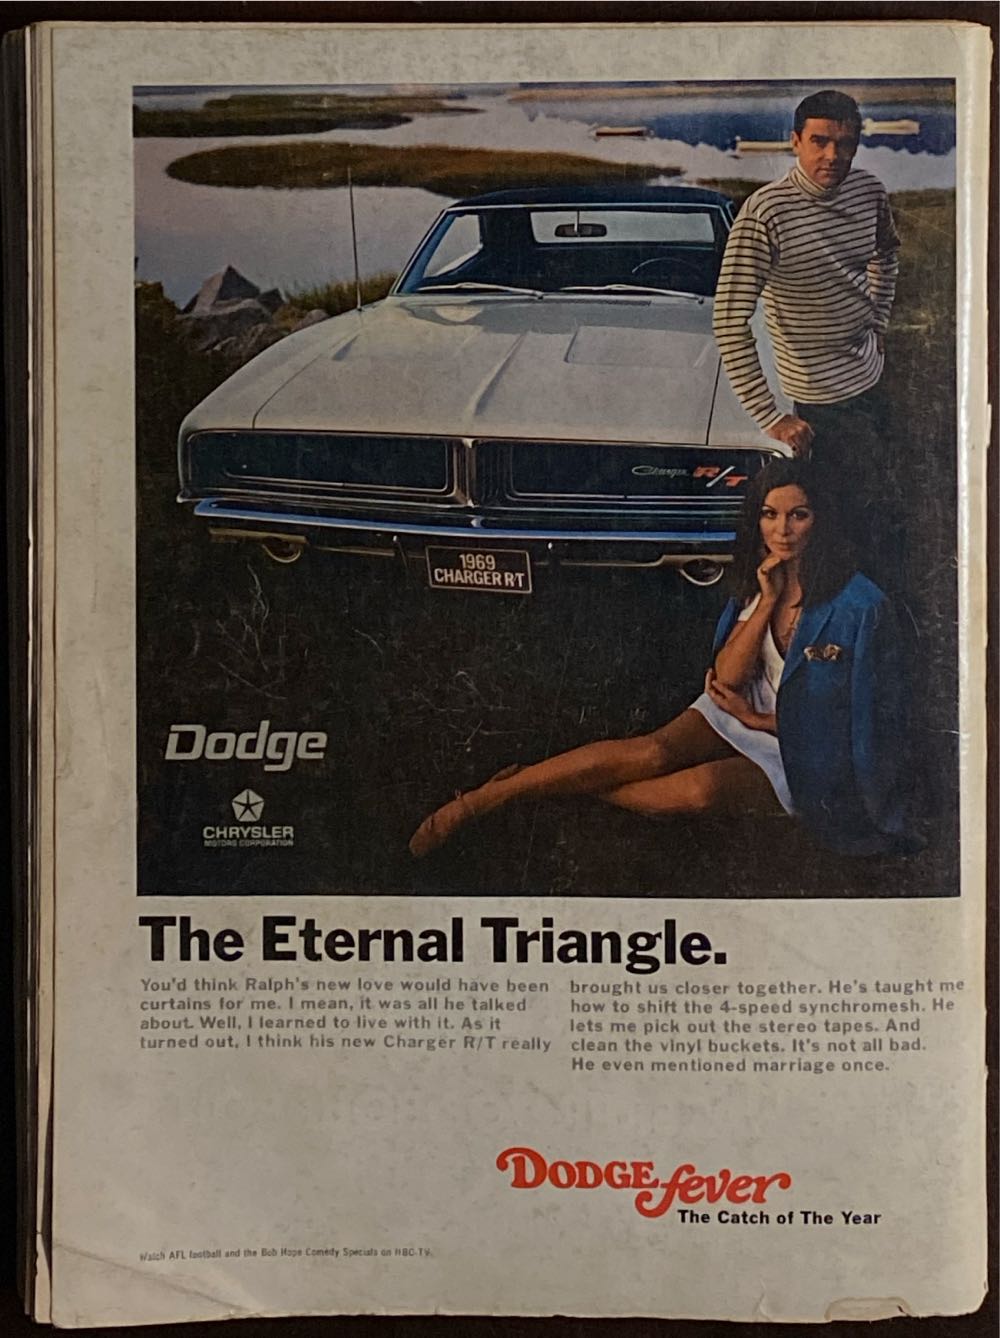 Charger R/T
1969
CHARGER R/T
Dodge
CHRYSLER
MOTORS CORPORATION
The Eternal Triangle.
You'd think Ralph's new love would have been
curtains for me. I mean, it was all he talked
about. Well, I learned to live with it. As it
turned out, I think his new Charger R/T really
brought us closer together. He's taught me
how to shift the 4-speed synchromesh. He
lets me pick out the stereo tapes. And
clean the vinyl buckets. It's not all bad.
He even mentioned marriage once.
DODGE fever
The Catch of The Year
Watch AFL football and the Bob Hope Comedy Specials on NBC-TV.